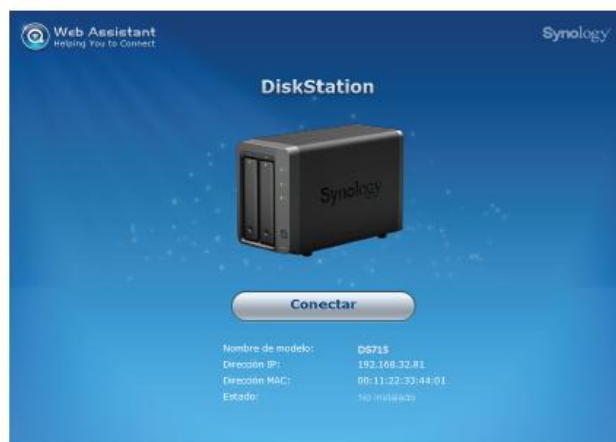 Web Assistant
Helping You to Connect
Synology
DiskStation
Synology
Conectar
Nombre de modelo: DS715
Dirección IP: 192.168.32.81
Dirección MAC: 00:11:22:33:44:01
Estado: No instalado